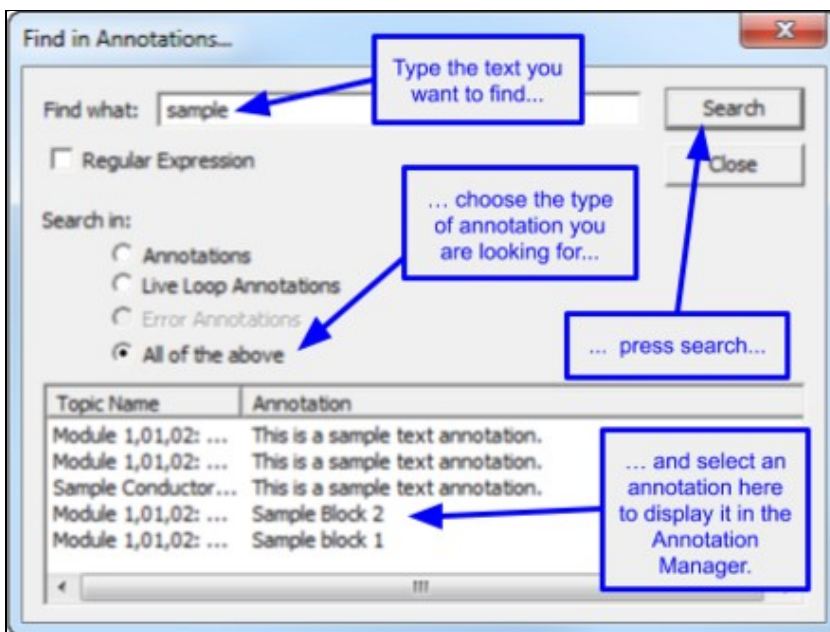 Find in Annotations...
Type the text you
want to find...
Find what:
sample
Search
Regular Expression
Close
... choose the type
of annotation you
are looking for...
Search in:
Annotations
Live Loop Annotations
Error Annotations
All of the above
... press search...
Topic Name Annotation
Module 1,01,02: ... This is a sample text annotation.
Module 1,01,02: ... This is a sample text annotation.
Sample Conductor... This is a sample text annotation.
Module 1,01,02: ... Sample Block 2
Module 1,01,02: ... Sample block 1
... and select an
annotation here
to display it in the
Annotation
Manager.